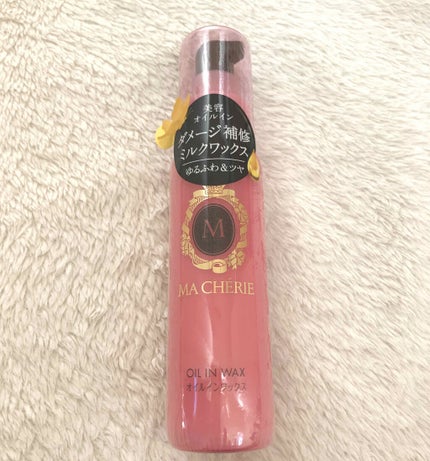 美容
オイルイン
ダメージ補修
ミルクワックス
ゆるふわ&ツヤ
M
MA CHERIE
OIL IN WAX
オイルインワックス